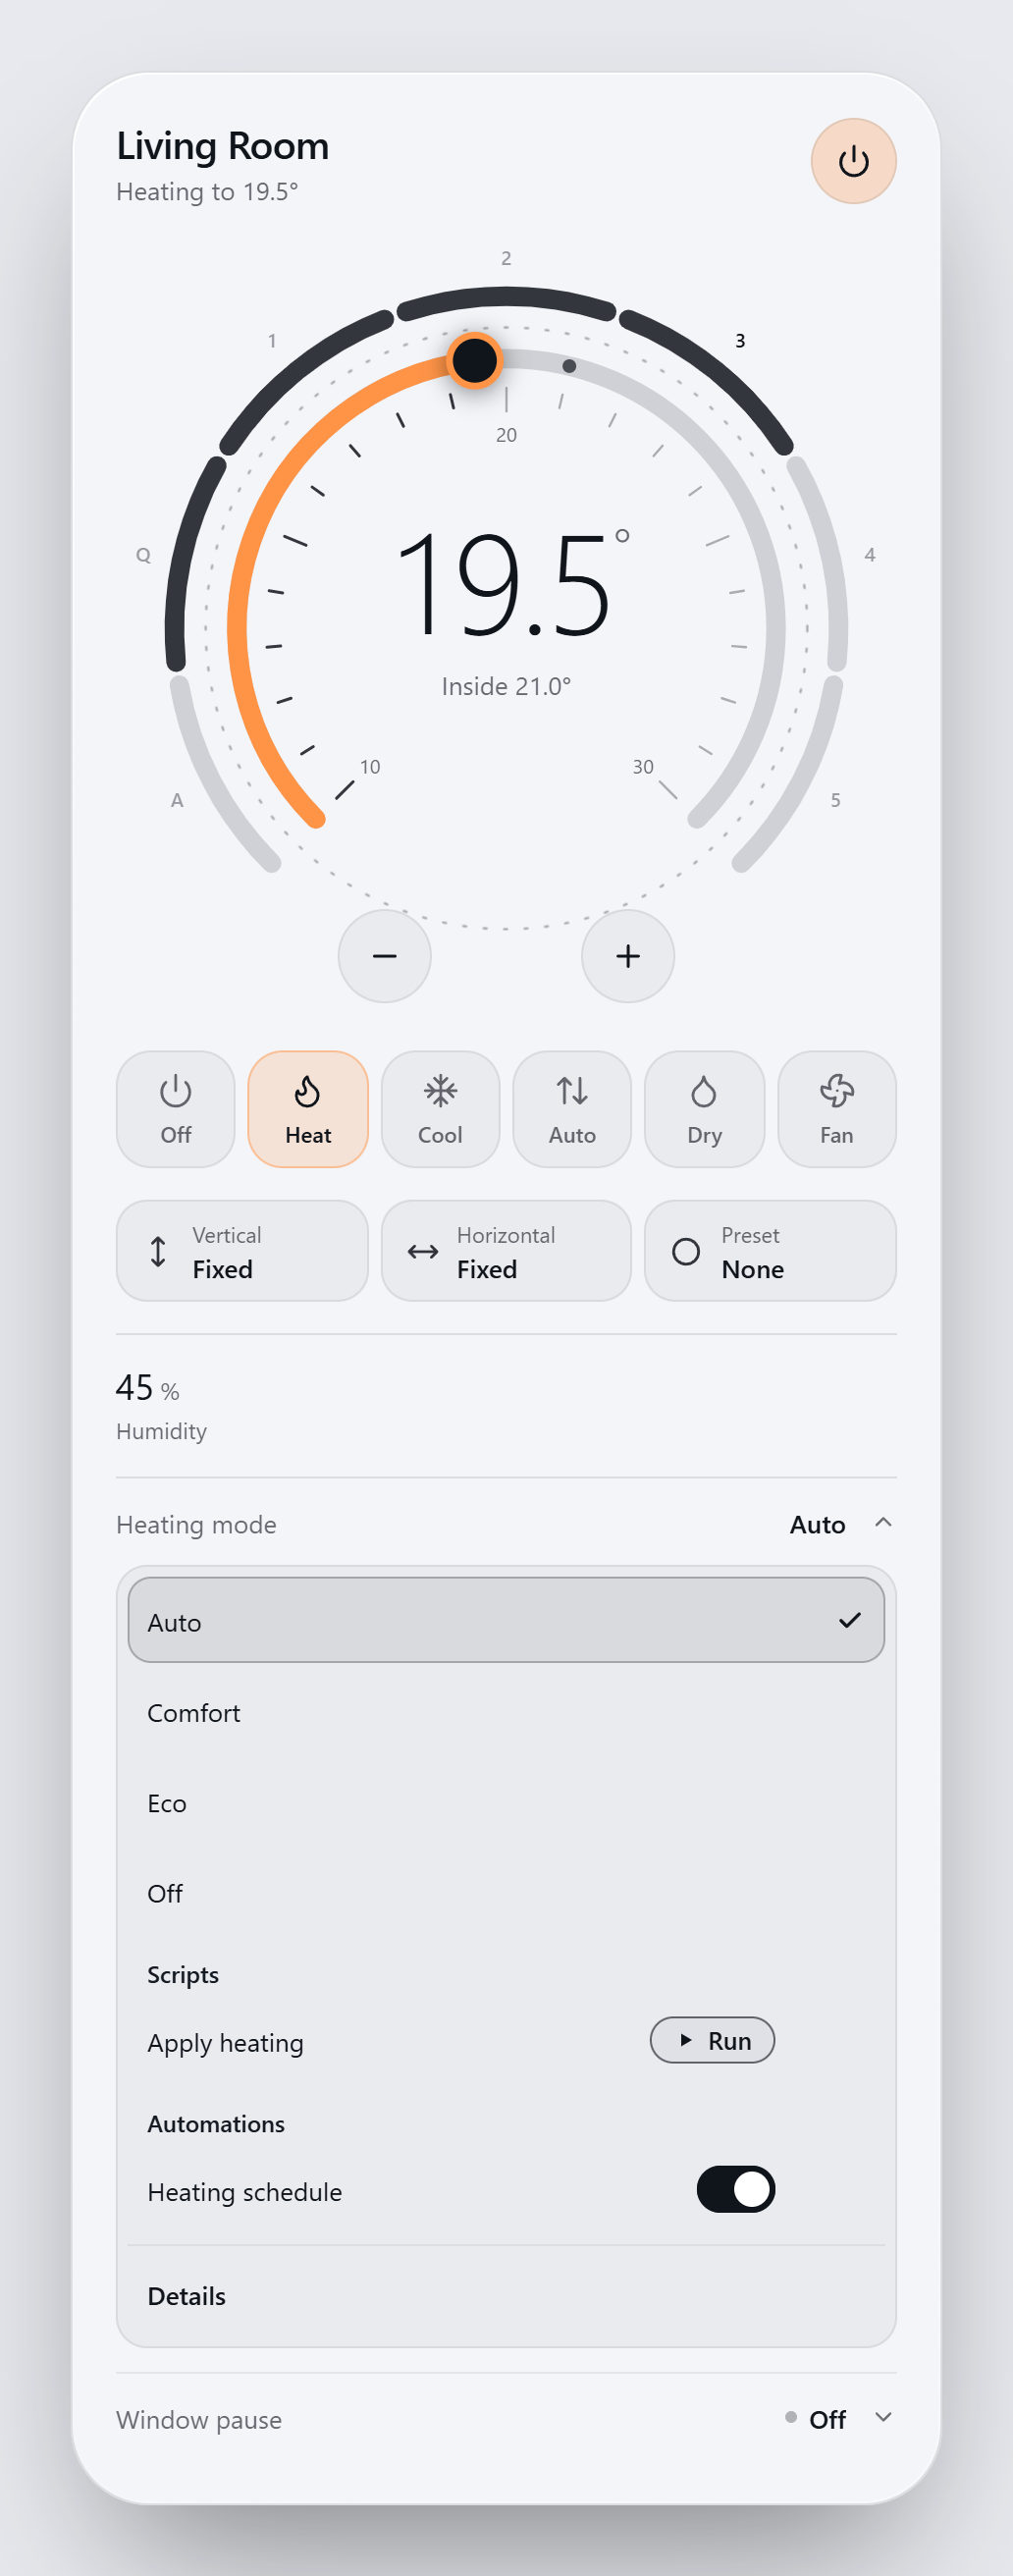 Living Room
Heating to 19.5°
2
1
3
20
19.5°
Q
4
Inside 21.0°
10
30
A
5
Off
Heat
Cool
Auto
Dry
Fan
Vertical
Fixed
Horizontal
Fixed
Preset
None
45 %
Humidity
Heating mode
Auto
Auto
Comfort
Eco
Off
Scripts
Apply heating
Run
Automations
Heating schedule
Details
Window pause
Off